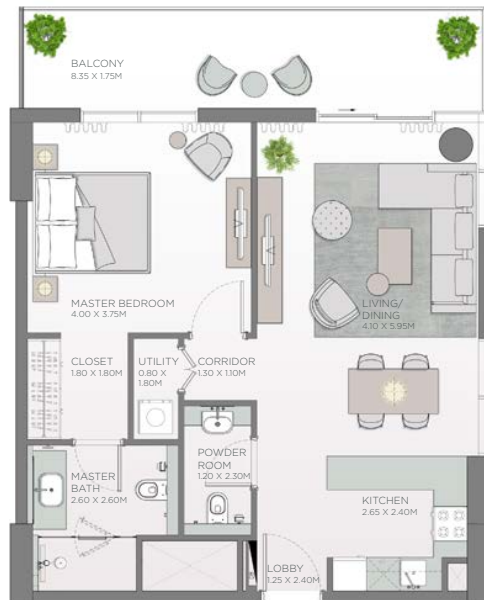 BALCONY
8.35 X 1.75M
MASTER BEDROOM
4.00 X 3.75M
LIVING/
DINING
4.10 X 5.95M
CLOSET
1.80 X 1.80M
UTILITY
0.80 X
1.80M
CORRIDOR
1.30 X 1.10M
POWDER
ROOM
1.20 X 2.30M
MASTER
BATH
2.60 X 2.60M
KITCHEN
2.65 X 2.40M
LOBBY
1.25 X 2.40M